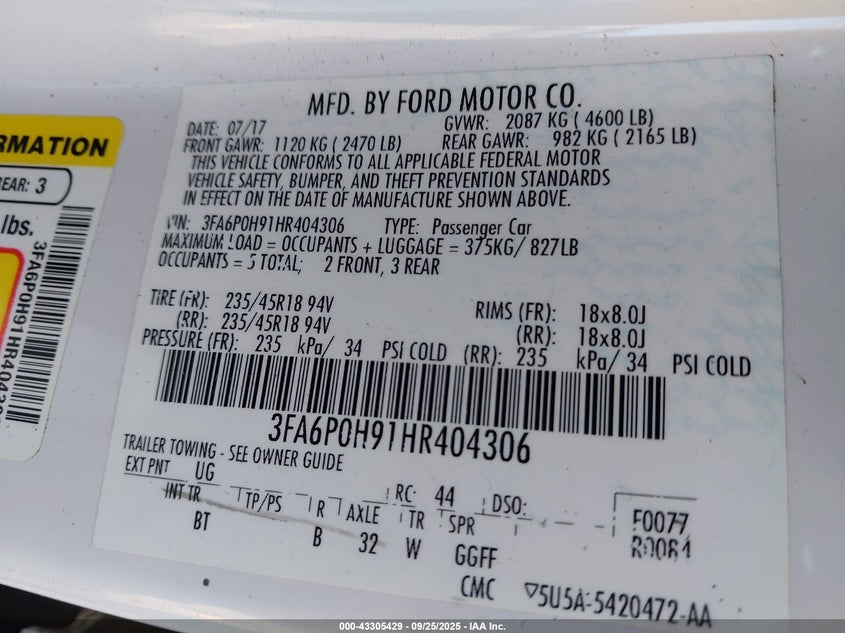 MFD. BY FORD MOTOR CO.
DATE: 07/17 GVWR: 2087 KG ( 4600 LB)
FRONT GAWR: 1120 KG ( 2470 LB) REAR GAWR: 982 KG ( 2165 LB)
THIS VEHICLE CONFORMS TO ALL APPLICABLE FEDERAL MOTOR
VEHICLE SAFETY, BUMPER, AND THEFT PREVENTION STANDARDS
IN EFFECT ON THE DATE OF MANUFACTURE SHOWN ABOVE.
VIN: 3FA6P0H91HR404306 TYPE: Passenger Car
MAXIMUM LOAD = OCCUPANTS + LUGGAGE = 375KG/ 827LB
OCCUPANTS = 5 TOTAL; 2 FRONT, 3 REAR
TIRE (FR): 235/45R18 94V RIMS (FR): 18x8.0J
(RR): 235/45R18 94V (RR): 18x8.0J
PRESSURE (FR): 235 kPa/ 34 PSI COLD (RR): 235 kPa/ 34 PSI COLD
3FA6P0H91HR404306
TRAILER TOWING - SEE OWNER GUIDE
EXT PNT UG RC: 44 DSO:
INT TR TP/PS R AXLE TR SPR F0077
BT B 32 W GGFF R0084
CMC 5U5A-5420472-AA
RMATION
REAR: 3
lbs.
000-43305429 - 09/25/2025 - IAA Inc.